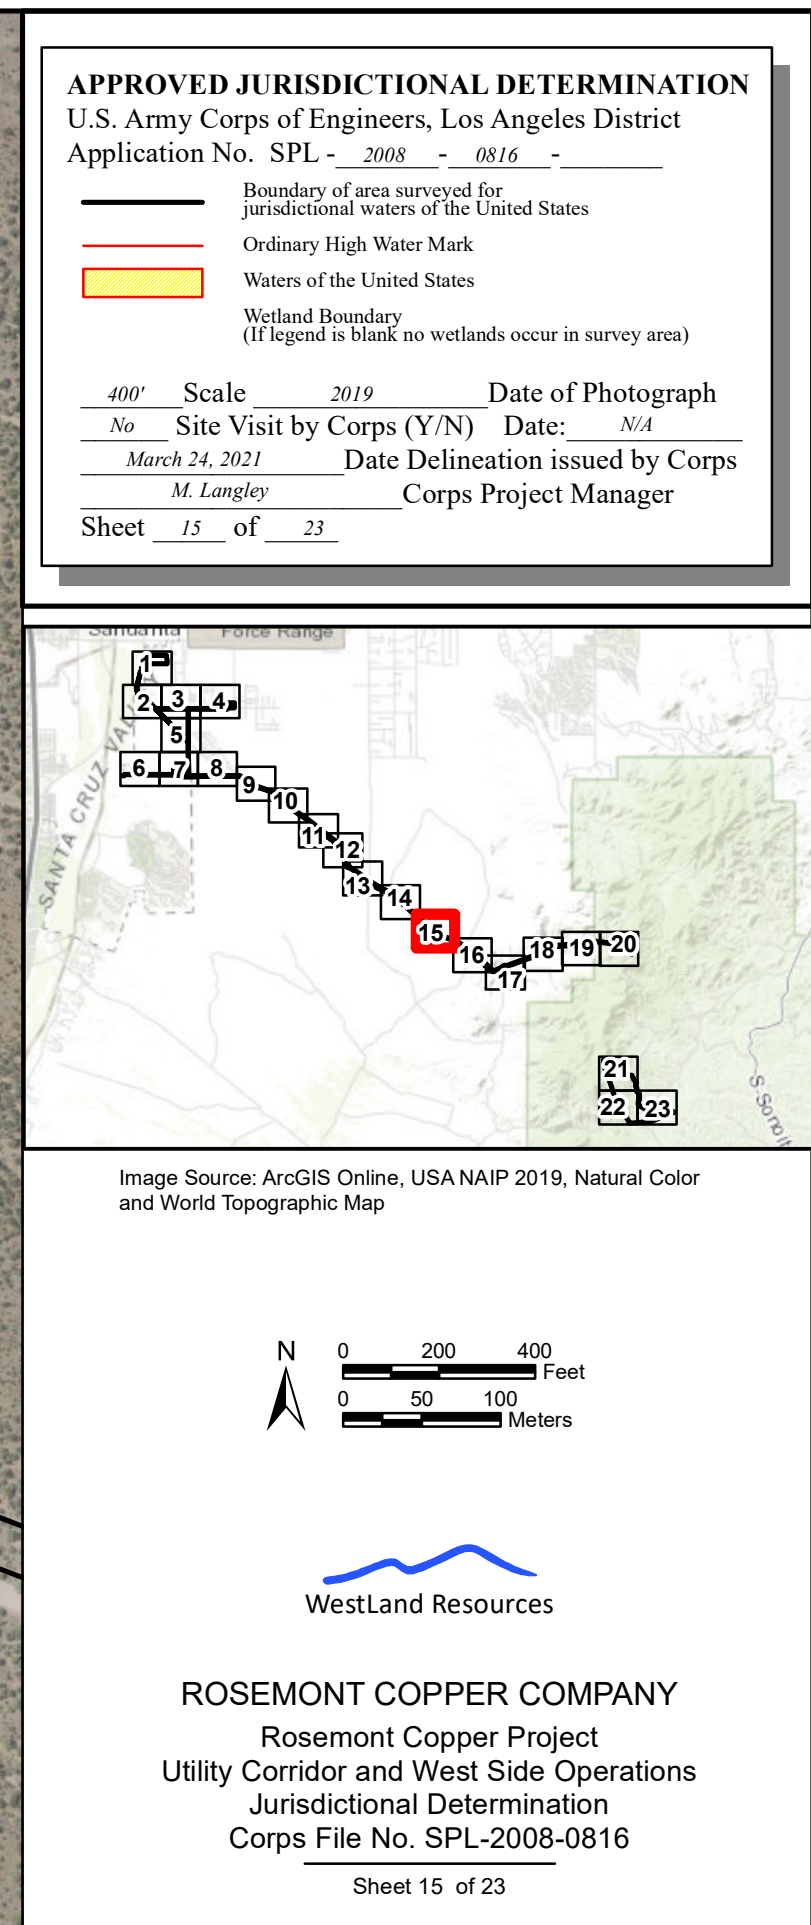 APPROVED JURISDICTIONAL DETERMINATION
U.S. Army Corps of Engineers, Los Angeles District
Application No. SPL - 2008 - 0816 -
Boundary of area surveyed for
jurisdictional waters of the United States
Ordinary High Water Mark
Waters of the United States
Wetland Boundary
(If legend is blank no wetlands occur in survey area)
400' Scale 2019 Date of Photograph
No Site Visit by Corps (Y/N) Date: N/A
March 24, 2021 Date Delineation issued by Corps
M. Langley Corps Project Manager
Sheet 15 of 23
Sahuarita
Force Range
1
2 3 4
5
6 7 8
9
10
11
12
13
14
15
16
17
18
19
20
21
22 23
SANTA CRUZ VALLEY
Image Source: ArcGIS Online, USA NAIP 2019, Natural Color
and World Topographic Map
N
0 200 400
Feet
0 50 100
Meters
WestLand Resources
ROSEMONT COPPER COMPANY
Rosemont Copper Project
Utility Corridor and West Side Operations
Jurisdictional Determination
Corps File No. SPL-2008-0816
Sheet 15 of 23